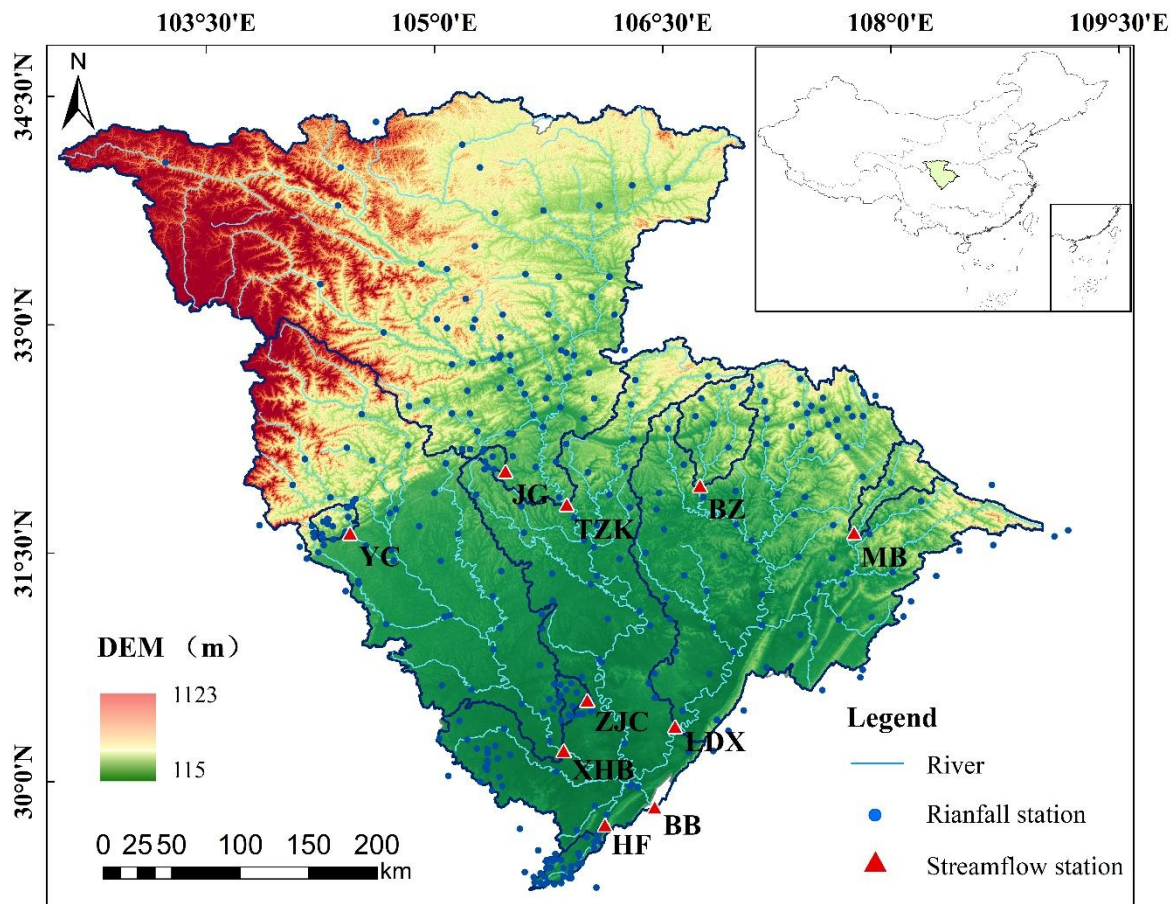 103°30'E 105°0'E 106°30'E 108°0'E 109°30'E
N
34°30'N
33°0'N
31°30'N
30°0'N
JG
TZK
BZ
YC
MB
ZJC
LDX
XHB
BB
HF
DEM （m）
1123
115
0 25 50 100 150 200
km
Legend
River
Rianfall station
Streamflow station